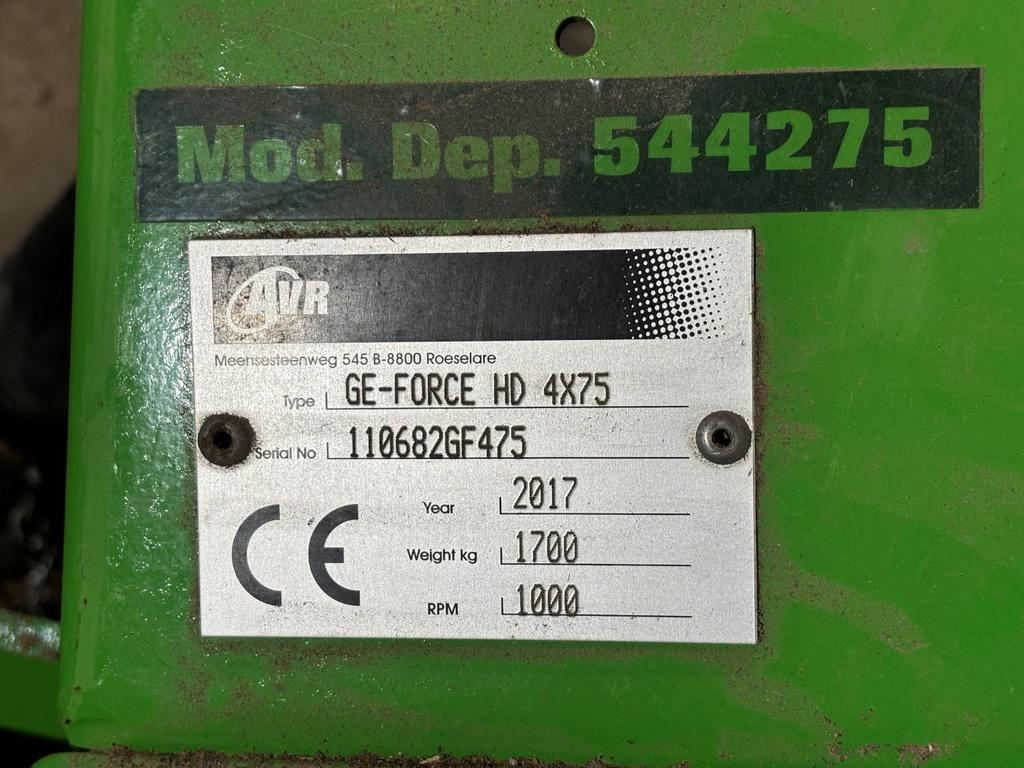 Mod. Dep. 544275
AVR
Meensesteenweg 545 B-8800 Roeselare
Type GE-FORCE HD 4X75
Serial No 110682GF475
CE
Year 2017
Weight kg 1700
RPM 1000